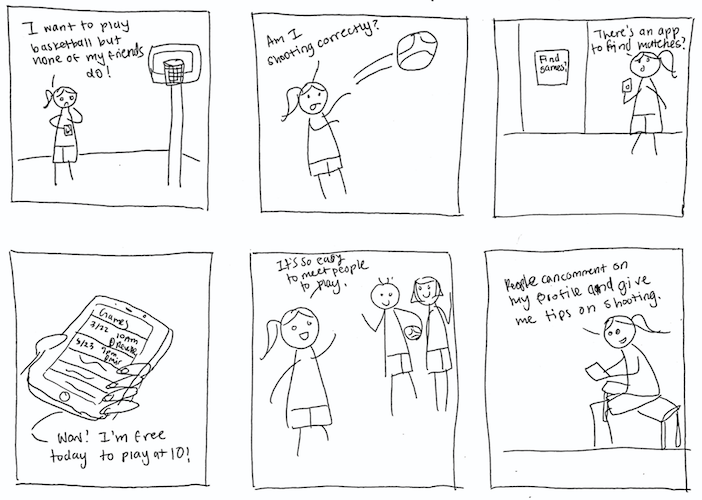 I want to play
basketball but
none of my friends
do!
Am I
shooting correctly?
There's an app
to find matches?
Find
games!
Games
3/22 10AM
3/23 7pm
Wow! I'm free
today to play at 10!
It's so easy
to meet people
to play.
People can comment on
my profile and give
me tips on shooting.